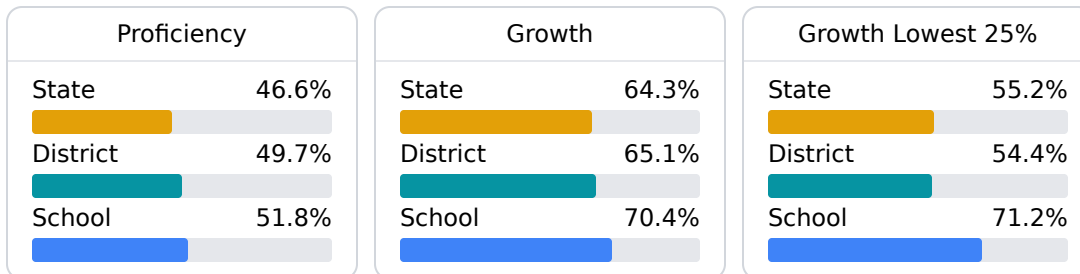 Proficiency
State 46.6%
District 49.7%
School 51.8%
Growth
State 64.3%
District 65.1%
School 70.4%
Growth Lowest 25%
State 55.2%
District 54.4%
School 71.2%